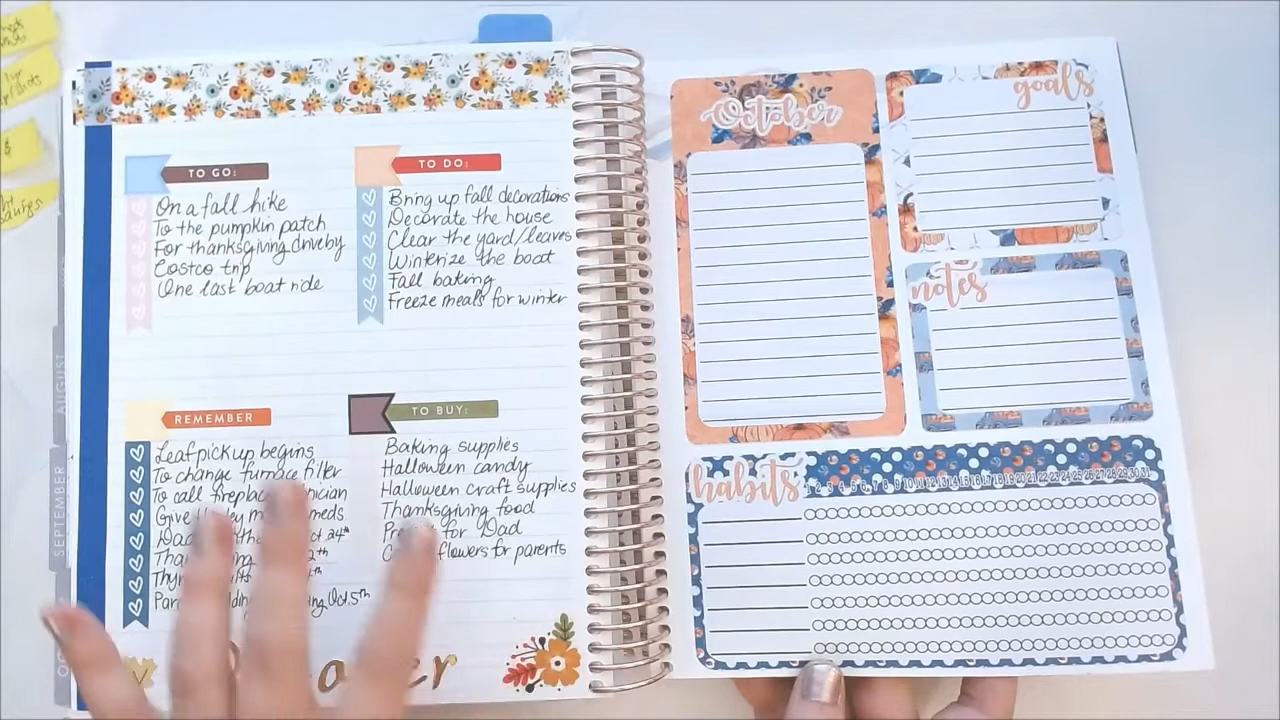 TO GO:
On a fall hike
To the pumpkin patch
For thanksgiving driveby
Costco trip
One last boat ride
TO DO:
Bring up fall decorations
Decorate the house
Clear the yard/leaves
Winterize the boat
Fall baking
Freeze meals for winter
REMEMBER
Leaf pickup begins
To change furnace filter
To call
Give meds
TO BUY:
Baking supplies
Halloween candy
Halloween craft supplies
Thanksgiving food
for Dad
flowers for parents
Oct. 5th
AUGUST
SEPTEMBER
October
goals
notes
habits
1 2 3 4 5 6 7 8 9 10 11 12 13 14 15 16 17 18 19 20 21 22 23 24 25 26 27 28 29 30 31